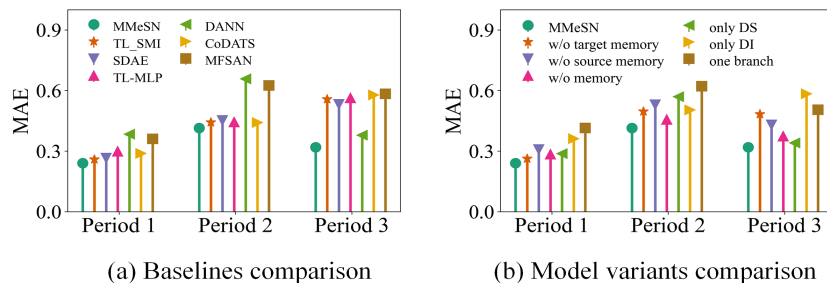 MAE
0.9
0.6
0.3
0.0
MMeSN
TL_SMI
SDAE
TL-MLP
DANN
CoDATS
MFSAN
Period 1 Period 2 Period 3
(a) Baselines comparison
MAE
0.9
0.6
0.3
0.0
MMeSN
w/o target memory
w/o source memory
w/o memory
only DS
only DI
one branch
Period 1 Period 2 Period 3
(b) Model variants comparison